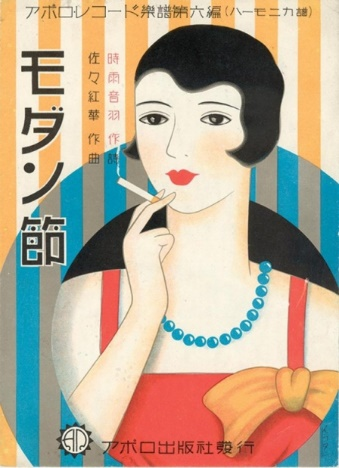 アポロ・レコード樂譜第六編(ハーモニカ譜)
モダン節
時雨音羽 作詩
佐々紅華 作曲
アポロ出版社發行